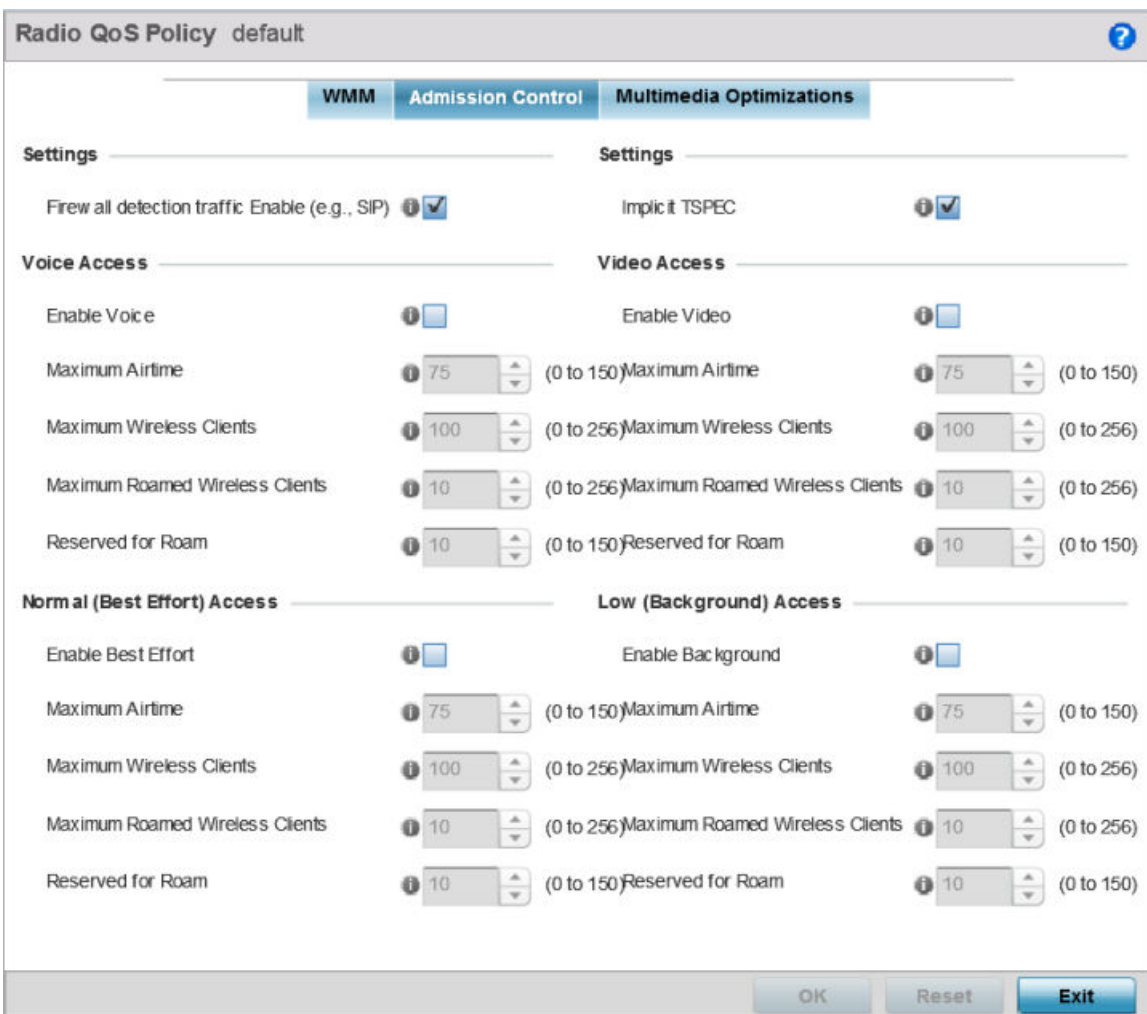 Radio QoS Policy default
WMM Admission Control Multimedia Optimizations
Settings
Firewall detection traffic Enable (e.g., SIP)
Settings
Implicit TSPEC
Voice Access
Enable Voice
Maximum Airtime 75 (0 to 150)
Maximum Wireless Clients 100 (0 to 256)
Maximum Roamed Wireless Clients 10 (0 to 256)
Reserved for Roam 10 (0 to 150)
Video Access
Enable Video
Maximum Airtime 75 (0 to 150)
Maximum Wireless Clients 100 (0 to 256)
Maximum Roamed Wireless Clients 10 (0 to 256)
Reserved for Roam 10 (0 to 150)
Normal (Best Effort) Access
Enable Best Effort
Maximum Airtime 75 (0 to 150)
Maximum Wireless Clients 100 (0 to 256)
Maximum Roamed Wireless Clients 10 (0 to 256)
Reserved for Roam 10 (0 to 150)
Low (Background) Access
Enable Background
Maximum Airtime 75 (0 to 150)
Maximum Wireless Clients 100 (0 to 256)
Maximum Roamed Wireless Clients 10 (0 to 256)
Reserved for Roam 10 (0 to 150)
OK Reset Exit